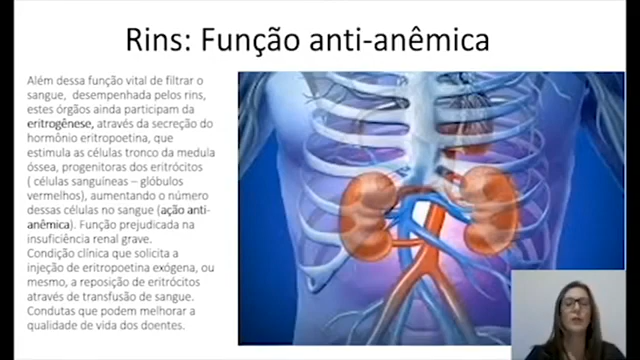 Rins: Função anti-anêmica
Além dessa função vital de filtrar o
sangue, desempenhada pelos rins,
estes órgãos ainda participam da
eritrogênese, através da secreção do
hormônio eritropoetina, que
estimula as células tronco da medula
óssea, progenitoras dos eritrócitos
( células sanguíneas – glóbulos
vermelhos), aumentando o número
dessas células no sangue (ação anti-
anêmica). Função prejudicada na
insuficiência renal grave.
Condição clínica que solicita a
injeção de eritropoetina exógena, ou
mesmo, a reposição de eritrócitos
através de transfusão de sangue.
Condutas que podem melhorar a
qualidade de vida dos doentes.